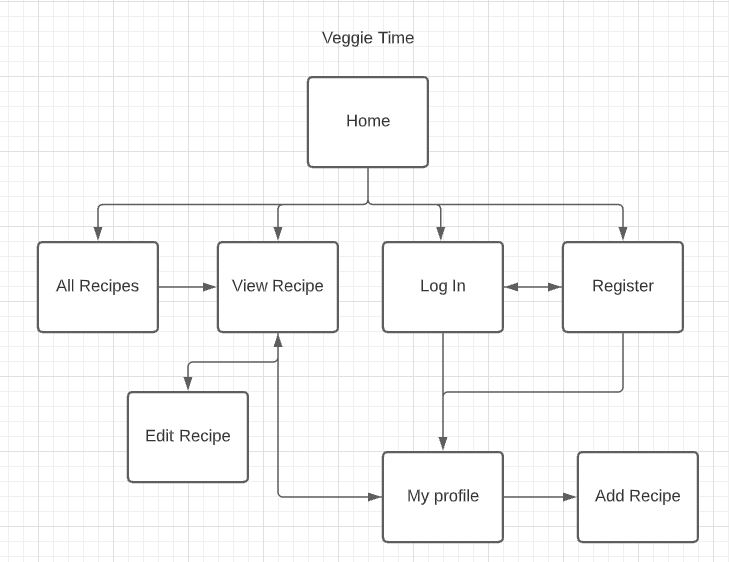 Veggie Time
Home
All Recipes
View Recipe
Log In
Register
Edit Recipe
My profile
Add Recipe